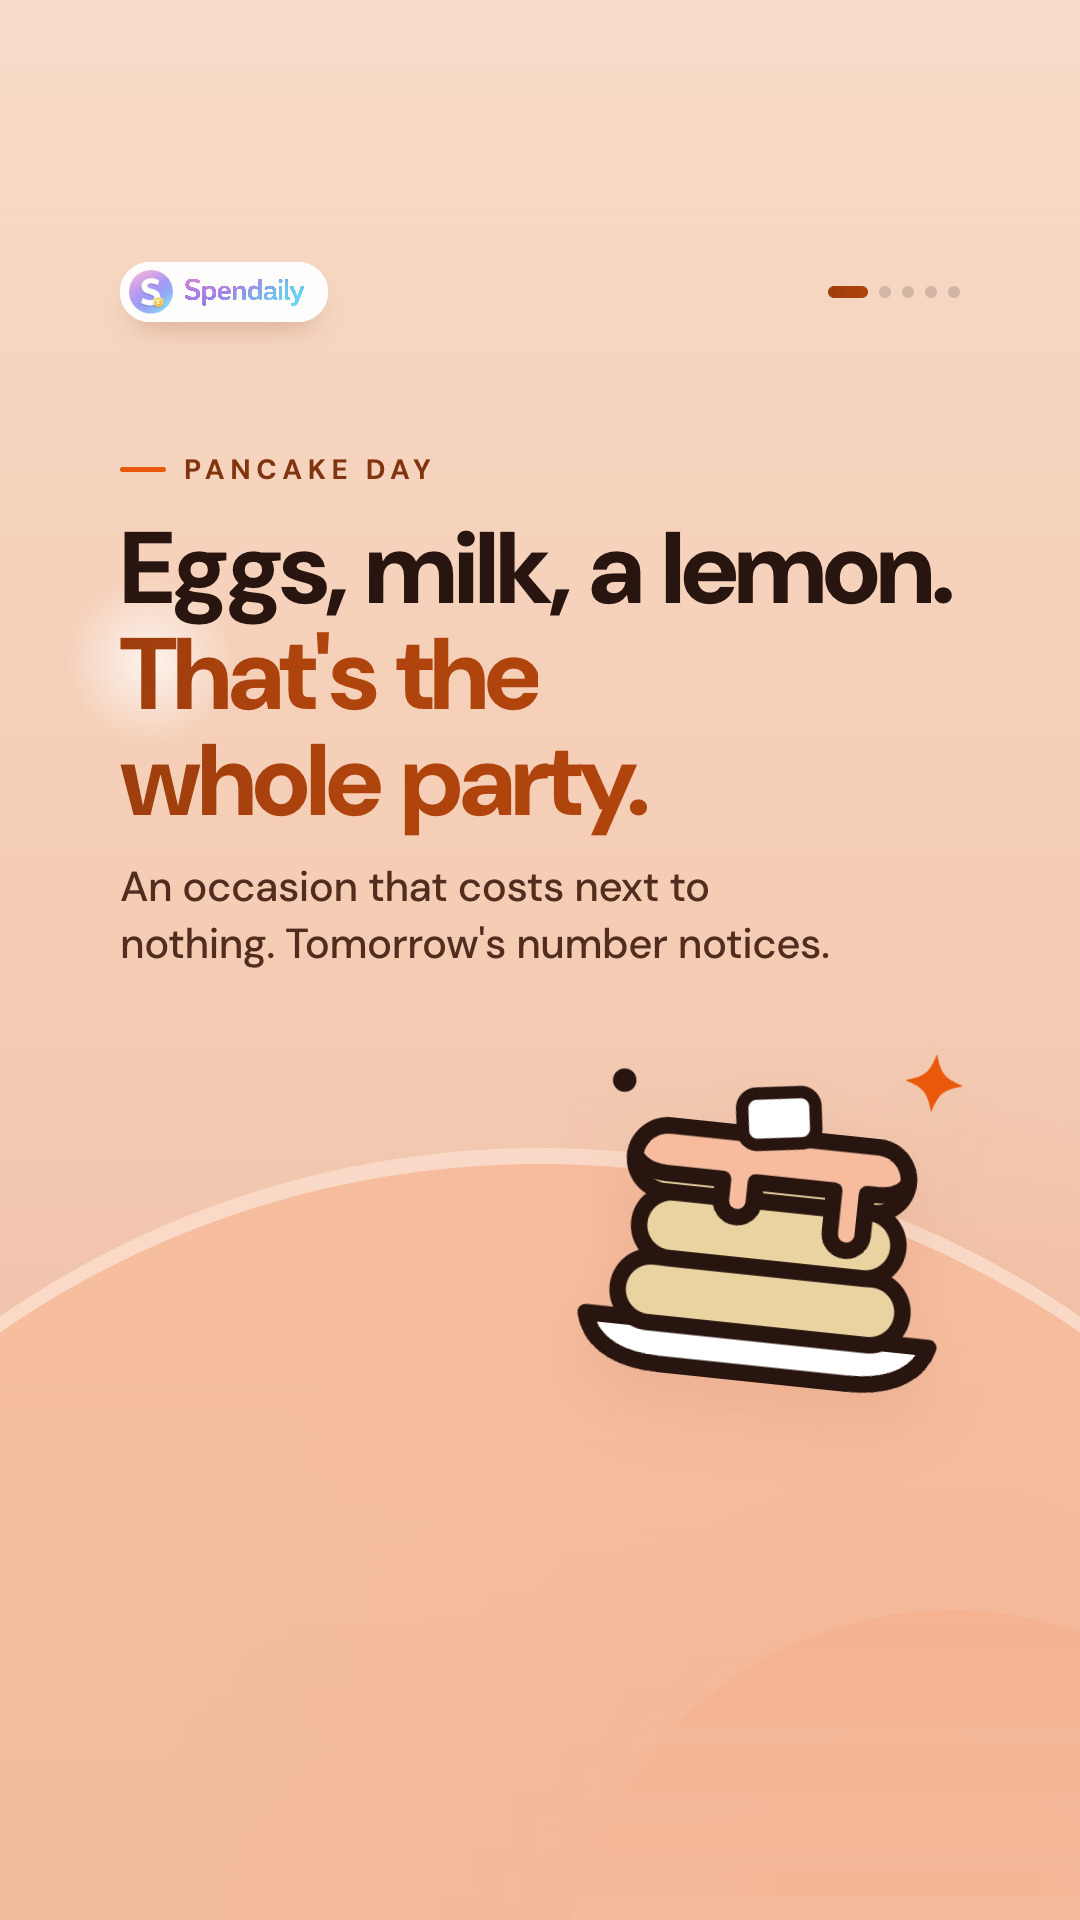 Spendaily
PANCAKE DAY
Eggs, milk, a lemon.
That's the
whole party.
An occasion that costs next to
nothing. Tomorrow's number notices.